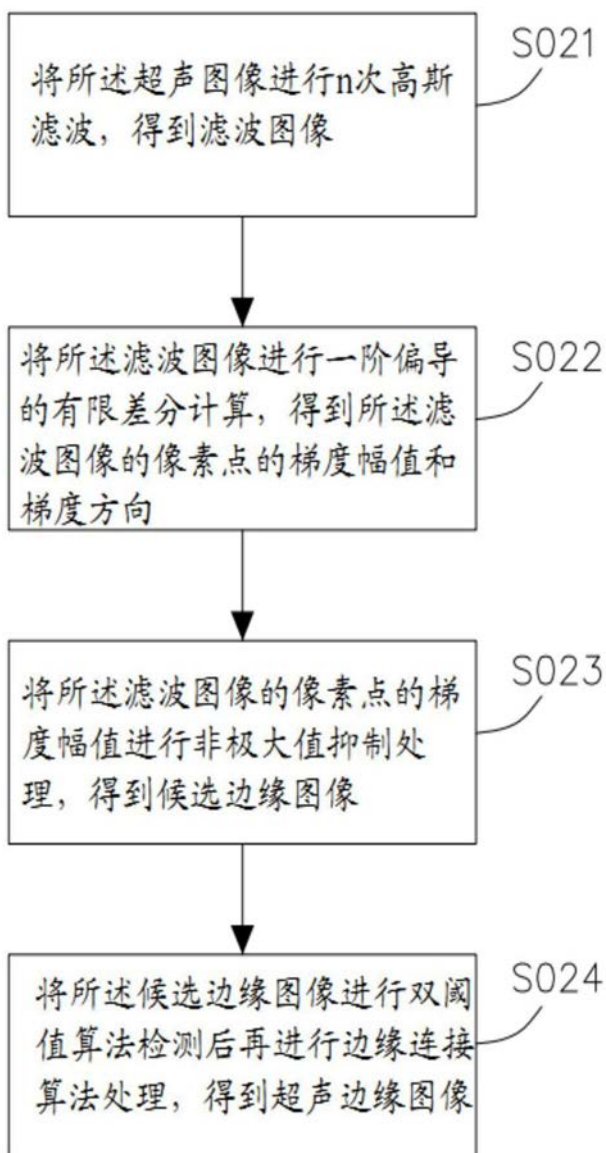 S021
将所述超声图像进行n次高斯
滤波，得到滤波图像
S022
将所述滤波图像进行一阶偏导
的有限差分计算，得到所述滤
波图像的像素点的梯度幅值和
梯度方向
S023
将所述滤波图像的像素点的梯
度幅值进行非极大值抑制处
理，得到候选边缘图像
S024
将所述候选边缘图像进行双阈
值算法检测后再进行边缘连接
算法处理，得到超声边缘图像